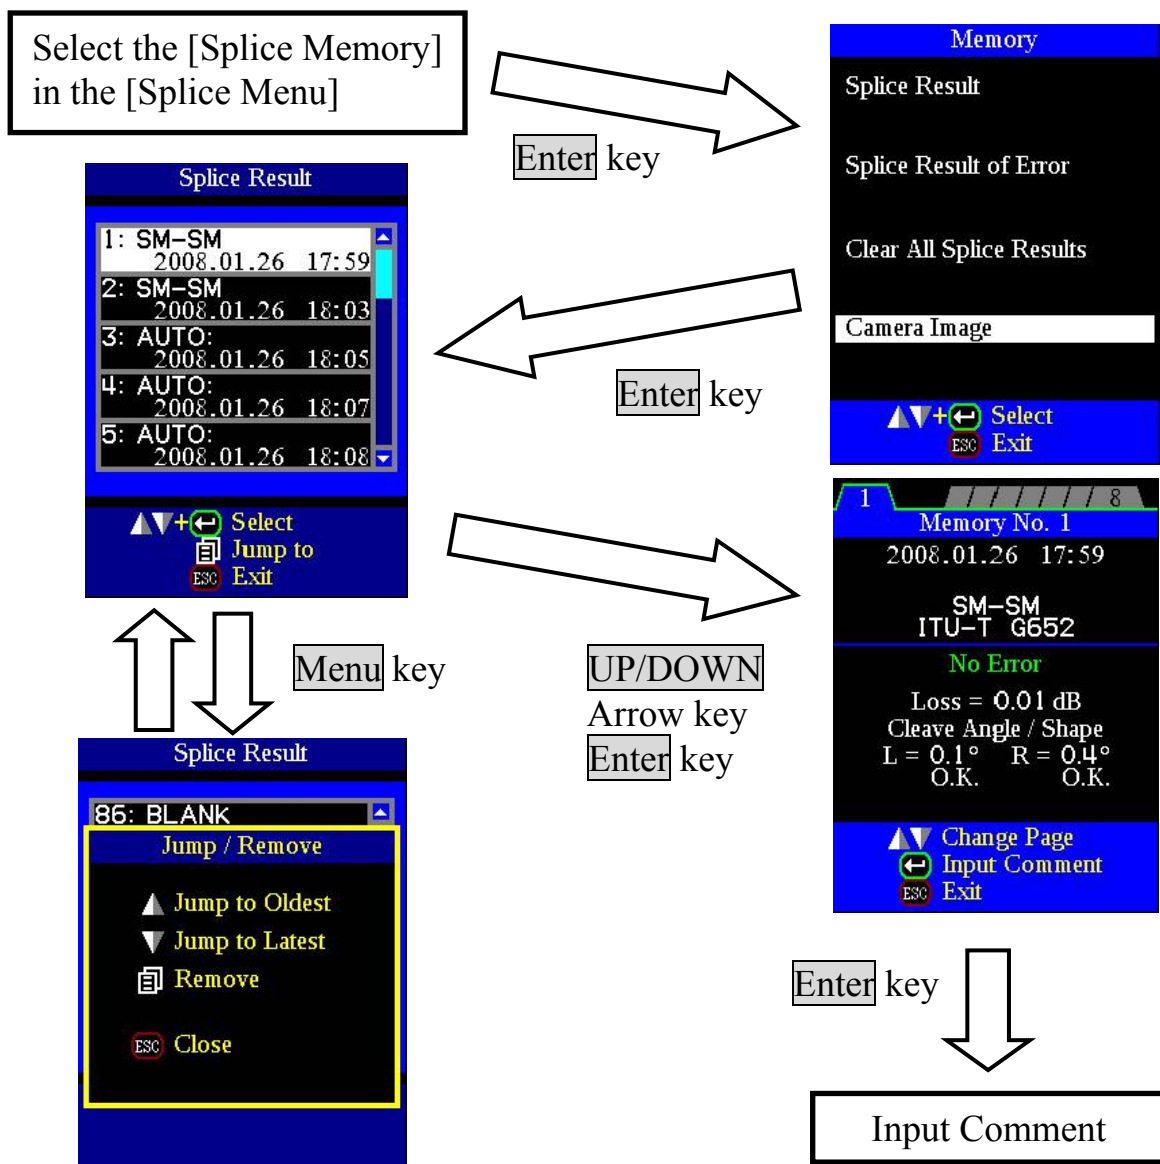 Select the [Splice Memory]
in the [Splice Menu]
Enter key
Memory
Splice Result
Splice Result of Error
Clear All Splice Results
Camera Image
+ Select
ESC Exit
Enter key
Splice Result
1: SM-SM
2008.01.26 17:59
2: SM-SM
2008.01.26 18:03
3: AUTO:
2008.01.26 18:05
4: AUTO:
2008.01.26 18:07
5: AUTO:
2008.01.26 18:08
+ Select
Jump to
ESC Exit
UP/DOWN
Arrow key
Enter key
1 8
Memory No. 1
2008.01.26 17:59
SM-SM
ITU-T G652
No Error
Loss = 0.01 dB
Cleave Angle / Shape
L = 0.1° R = 0.4°
O.K. O.K.
Change Page
Input Comment
ESC Exit
Menu key
Splice Result
86: BLANK
Jump / Remove
Jump to Oldest
Jump to Latest
Remove
ESC Close
Enter key
Input Comment